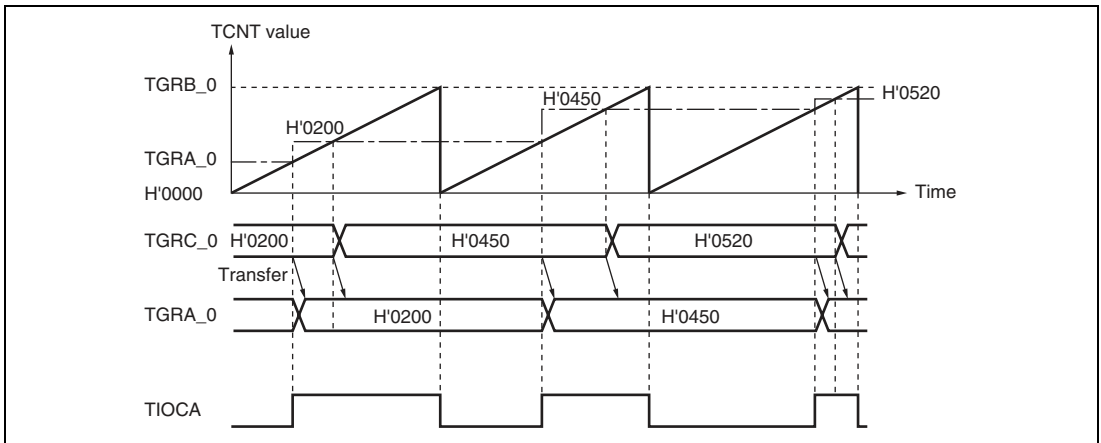 TCNT value
TGRB_0
H'0450
H'0520
H'0200
TGRA_0
H'0000
Time
TGRC_0 H'0200 H'0450 H'0520
Transfer
TGRA_0 H'0200 H'0450
TIOCA